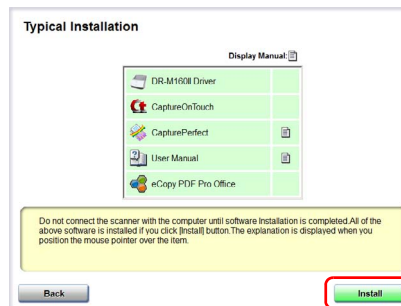 Typical Installation
Display Manual:
DR-M160II Driver
CaptureOnTouch
CapturePerfect
User Manual
eCopy PDF Pro Office
Do not connect the scanner with the computer until software Installation is completed.All of the
above software is installed if you click [Install] button.The explanation is displayed when you
position the mouse pointer over the item.
Back
Install